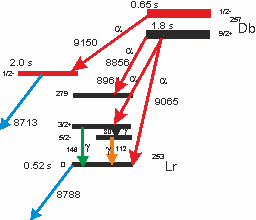 0.65 s
1/2-
257
Db
α
1.8 s
9/2+
9150
α
2.0 s
8856
α
1/2-
896
α
279
9065
8713
3/2+
5/2-
148
γ
γ
112
0.52 s
0
253
Lr
8788